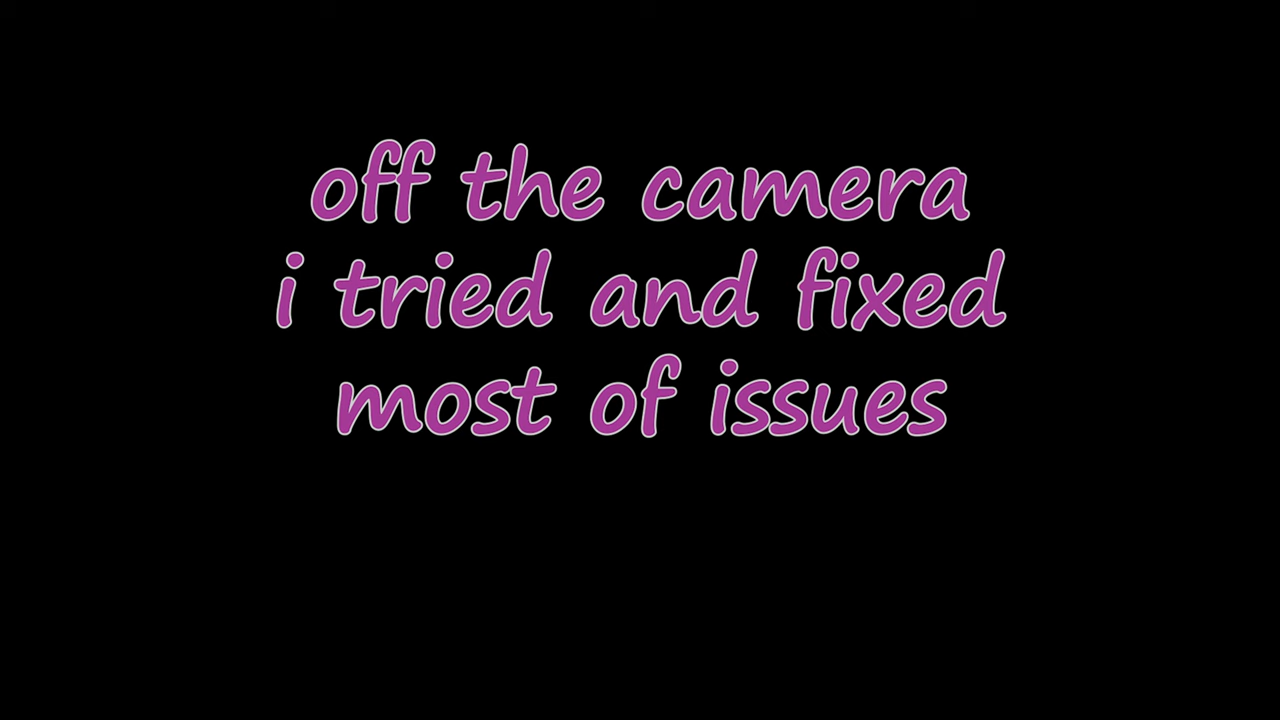 off the camera
i tried and fixed
most of issues